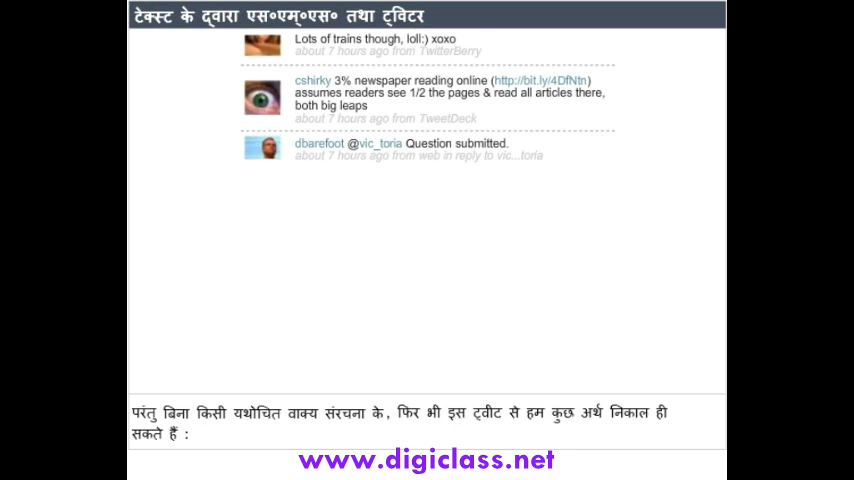 टेक्स्ट के द्वारा एस॰एम्॰एस॰ तथा ट्विटर
Lots of trains though, loll:) xoxo
about 7 hours ago from TwitterBerry
cshirky 3% newspaper reading online (http://bit.ly/4DfNtn)
assumes readers see 1/2 the pages & read all articles there,
both big leaps
about 7 hours ago from TweetDeck
dbarefoot @vic_toria Question submitted.
about 7 hours ago from web in reply to vic...toria
परंतु बिना किसी यथोचित वाक्य संरचना के, फिर भी इस ट्वीट से हम कुछ अर्थ निकाल ही
सकते हैं :
www.digiclass.net